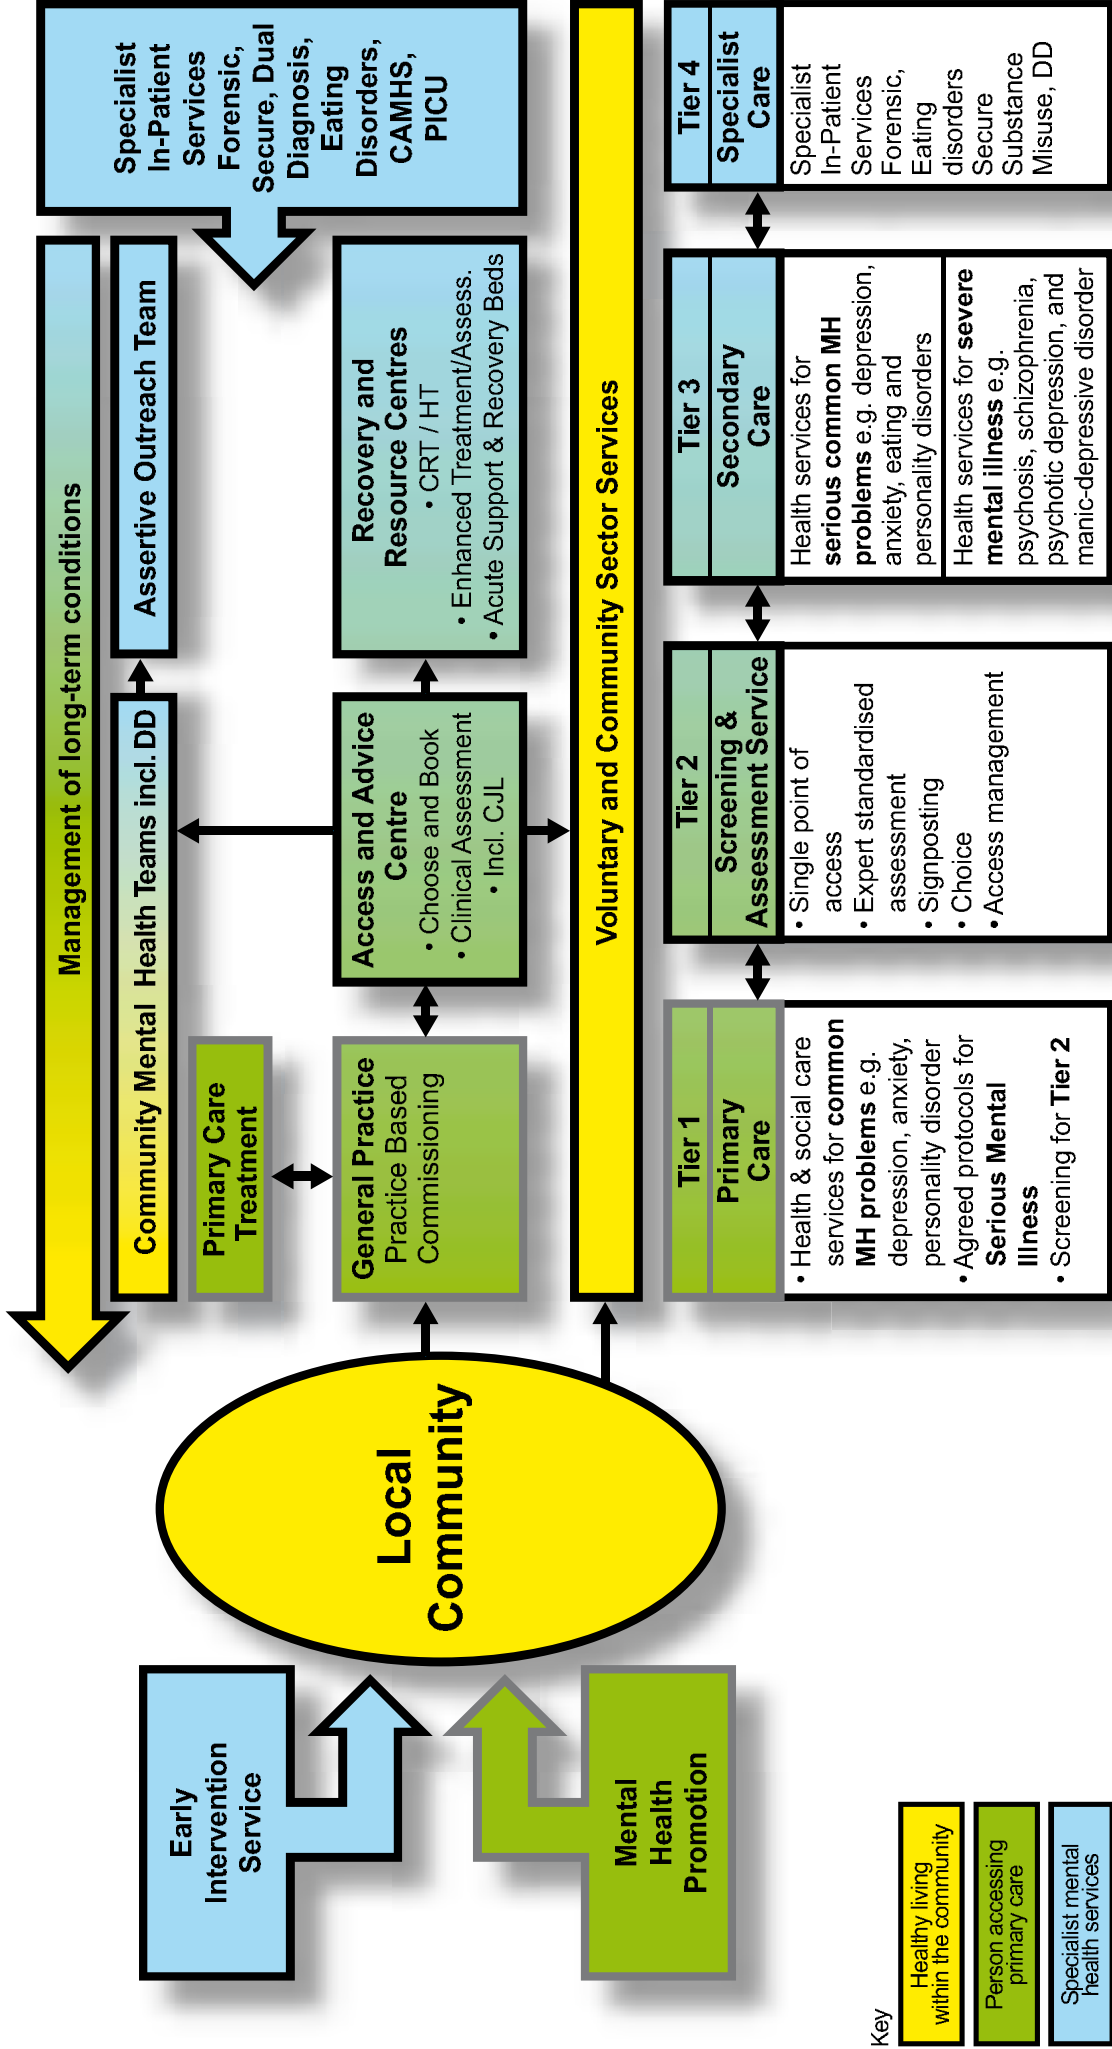 Management of long-term conditions
Community Mental Health Teams incl. DD
Assertive Outreach Team
Specialist
In-Patient
Services
Forensic,
Secure, Dual
Diagnosis,
Eating
Disorders,
CAMHS,
PICU
Early
Intervention
Service
Mental
Health
Promotion
Local
Community
Primary Care
Treatment
General Practice
Practice Based
Commissioning
Access and Advice
Centre
• Choose and Book
• Clinical Assessment
• Incl. CJL
Recovery and
Resource Centres
• CRT / HT
• Enhanced Treatment/Assess.
• Acute Support & Recovery Beds
Voluntary and Community Sector Services
Tier 1
Primary
Care
• Health & social care
services for common
MH problems e.g.
depression, anxiety,
personality disorder
• Agreed protocols for
Serious Mental
Illness
• Screening for Tier 2
Tier 2
Screening &
Assessment Service
• Single point of
access
• Expert standardised
assessment
• Signposting
• Choice
• Access management
Tier 3
Secondary
Care
Health services for
serious common MH
problems e.g. depression,
anxiety, eating and
personality disorders
Health services for severe
mental illness e.g.
psychosis, schizophrenia,
psychotic depression, and
manic-depressive disorder
Tier 4
Specialist
Care
Specialist
In-Patient
Services
Forensic,
Eating
disorders
Secure
Substance
Misuse, DD
Key
Healthy living
within the community
Person accessing
primary care
Specialist mental
health services